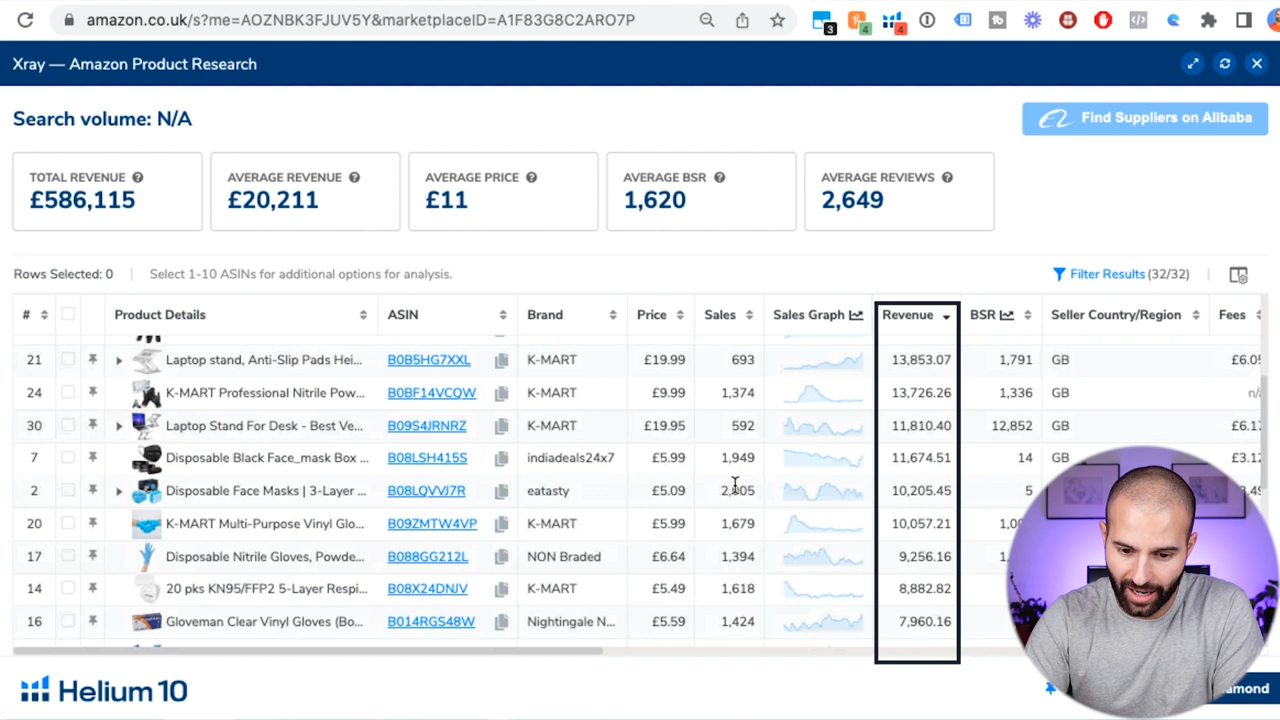 amazon.co.uk/s?me=AOZNBK3FJUV5Y&marketplaceID=A1F83G8C2ARO7P
3
4
4
Xray — Amazon Product Research
Search volume: N/A
Find Suppliers on Alibaba
TOTAL REVENUE ?
AVERAGE REVENUE ?
AVERAGE PRICE ?
AVERAGE BSR ?
AVERAGE REVIEWS ?
£586,115
£20,211
£11
1,620
2,649
Rows Selected: 0 | Select 1-10 ASINs for additional options for analysis.
Filter Results (32/32)
# Product Details ASIN Brand Price Sales Sales Graph Revenue BSR Seller Country/Region Fees
21 Laptop stand, Anti-Slip Pads Hei... B0B5HG7XXL K-MART £19.99 693 13,853.07 1,791 GB £6.05
24 K-MART Professional Nitrile Pow... B0BF14VCQW K-MART £9.99 1,374 13,726.26 1,336 GB n/
30 Laptop Stand For Desk - Best Ve... B09S4JRNRZ K-MART £19.95 592 11,810.40 12,852 GB £6.17
7 Disposable Black Face_mask Box ... B08LSH415S indiadeals24x7 £5.99 1,949 11,674.51 14 GB £3.12
2 Disposable Face Masks | 3-Layer ... B08LQVVJ7R eatasty £5.09 10,205.45 5
20 K-MART Multi-Purpose Vinyl Glo... B09ZMTW4VP K-MART £5.99 1,679 10,057.21
17 Disposable Nitrile Gloves, Powde... B088GG212L NON Braded £6.64 1,394 9,256.16
14 20 pks KN95/FFP2 5-Layer Respi... B08X24DNJV K-MART £5.49 1,618 8,882.82
16 Gloveman Clear Vinyl Gloves (Bo... B014RGS48W Nightingale N... £5.59 1,424 7,960.16
Helium 10
amond